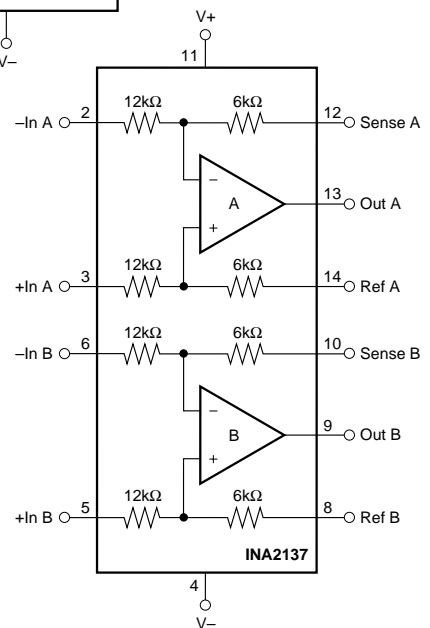 V–
V+
11
12kΩ
6kΩ
–In A
2
12
Sense A
–
A
13
Out A
+
12kΩ
6kΩ
+In A
3
14
Ref A
12kΩ
6kΩ
–In B
6
10
Sense B
–
B
9
Out B
+
12kΩ
6kΩ
+In B
5
8
Ref B
INA2137
4
V–